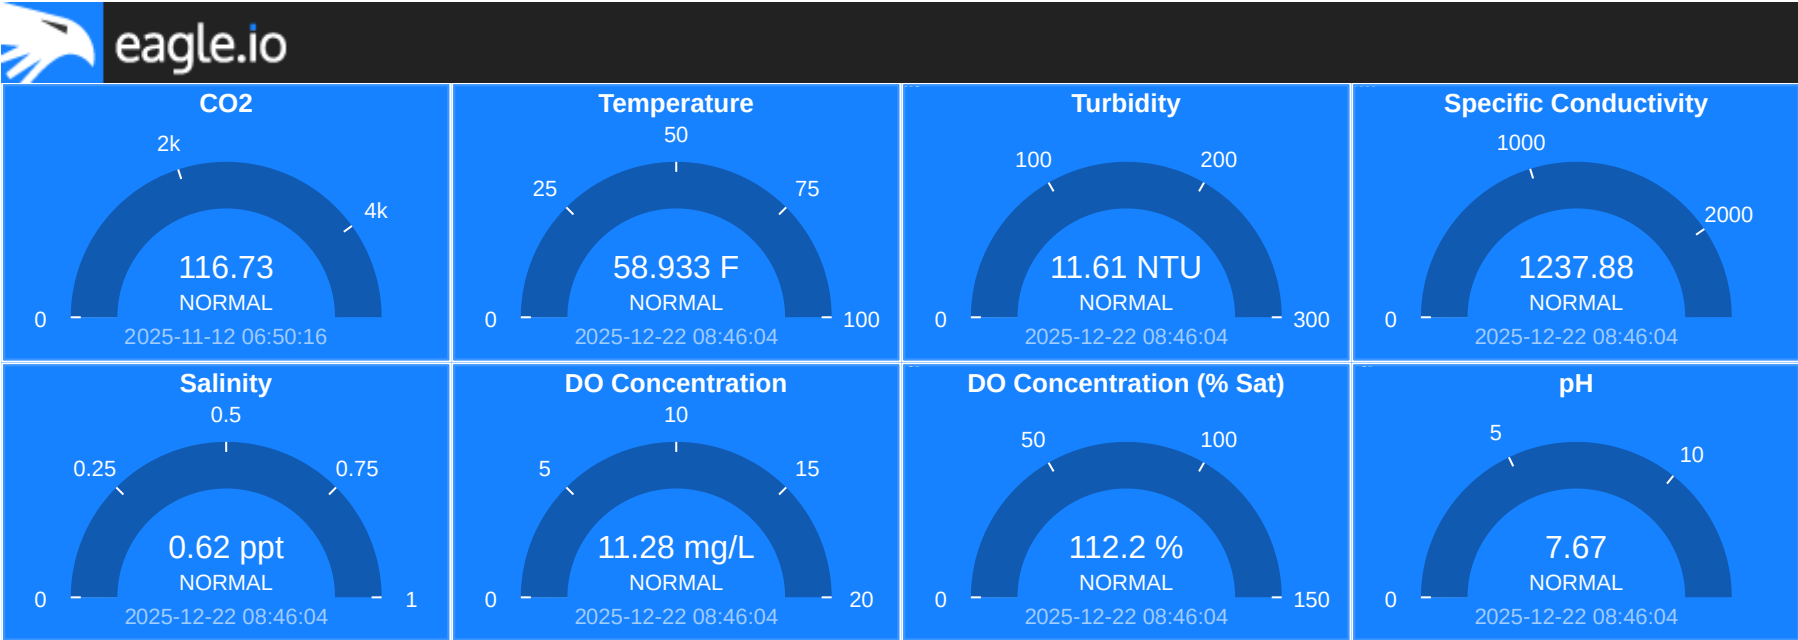 eagle.io
CO2
2k
4k
0
116.73
NORMAL
2025-11-12 06:50:16
Temperature
50
25
75
0
100
58.933 F
NORMAL
2025-12-22 08:46:04
Turbidity
100
200
0
300
11.61 NTU
NORMAL
2025-12-22 08:46:04
Specific Conductivity
1000
2000
0
1237.88
NORMAL
2025-12-22 08:46:04
Salinity
0.5
0.25
0.75
0
1
0.62 ppt
NORMAL
2025-12-22 08:46:04
DO Concentration
10
5
15
0
20
11.28 mg/L
NORMAL
2025-12-22 08:46:04
DO Concentration (% Sat)
50
100
0
150
112.2 %
NORMAL
2025-12-22 08:46:04
pH
5
10
0
7.67
NORMAL
2025-12-22 08:46:04